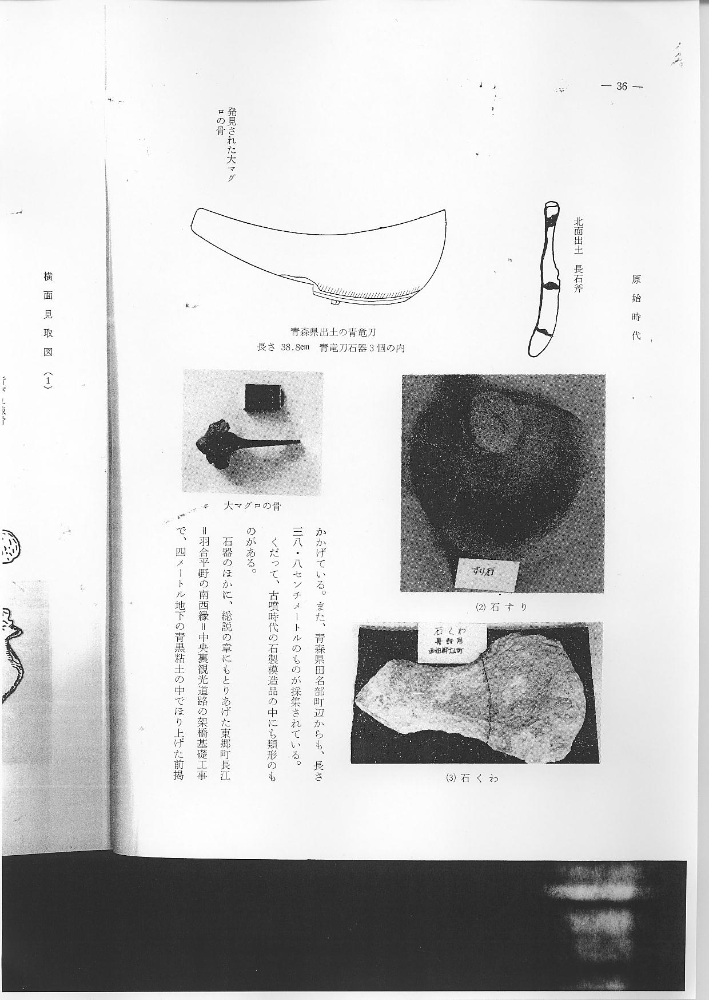 ― 36 ―
原始時代
北面出土 長石斧
発見された大マグ
ロの骨
青森県出土の青竜刀
長さ 38.8cm 青竜刀石器3個の内
すり石
(2) 石すり
石くわ
(3) 石くわ
大マグロの骨
かかげている。また、青森県田名部町辺からも、長さ
三八・八センチメートルのものが採集されている。
くだって、古噴時代の石製模造品の中にも類形のも
のがある。
石器のほかに、総説の章にもとりあげた東郷町長江
=羽合平野の南西縁=中央裏観光道路の架橋基礎工事
で、四メートル地下の青黒粘土の中でほり上げた前掲
横面見取図(1)